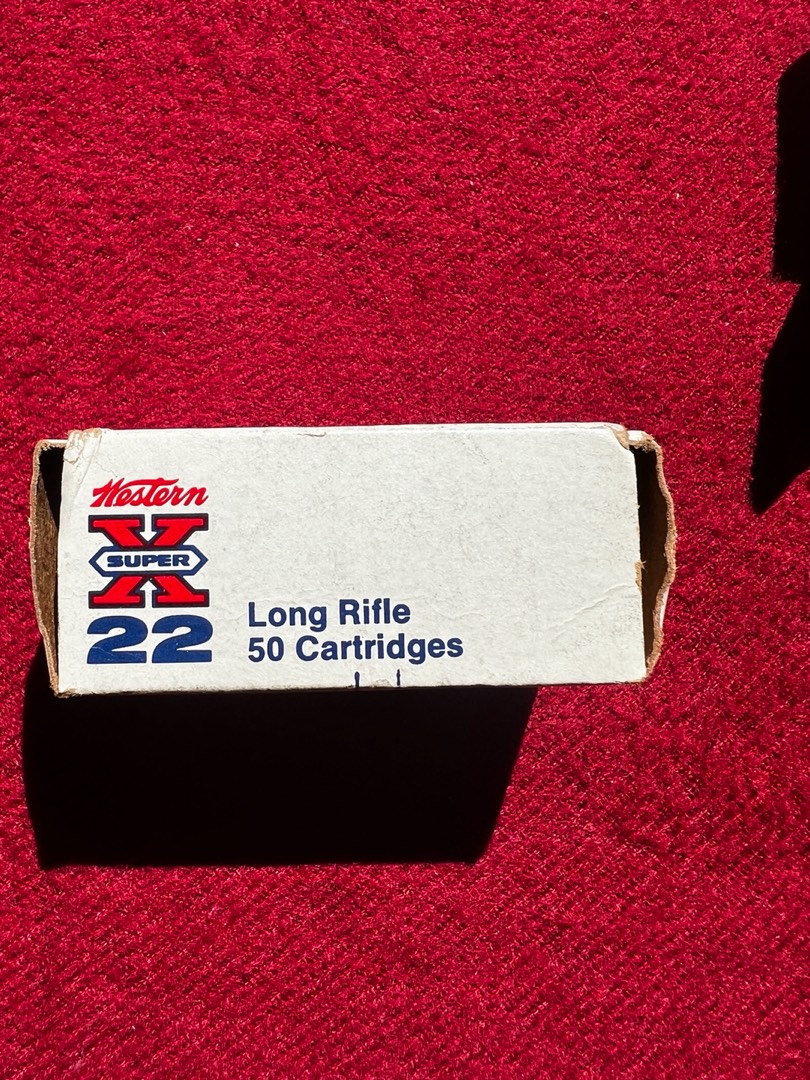 Western
X
SUPER
22
Long Rifle
50 Cartridges